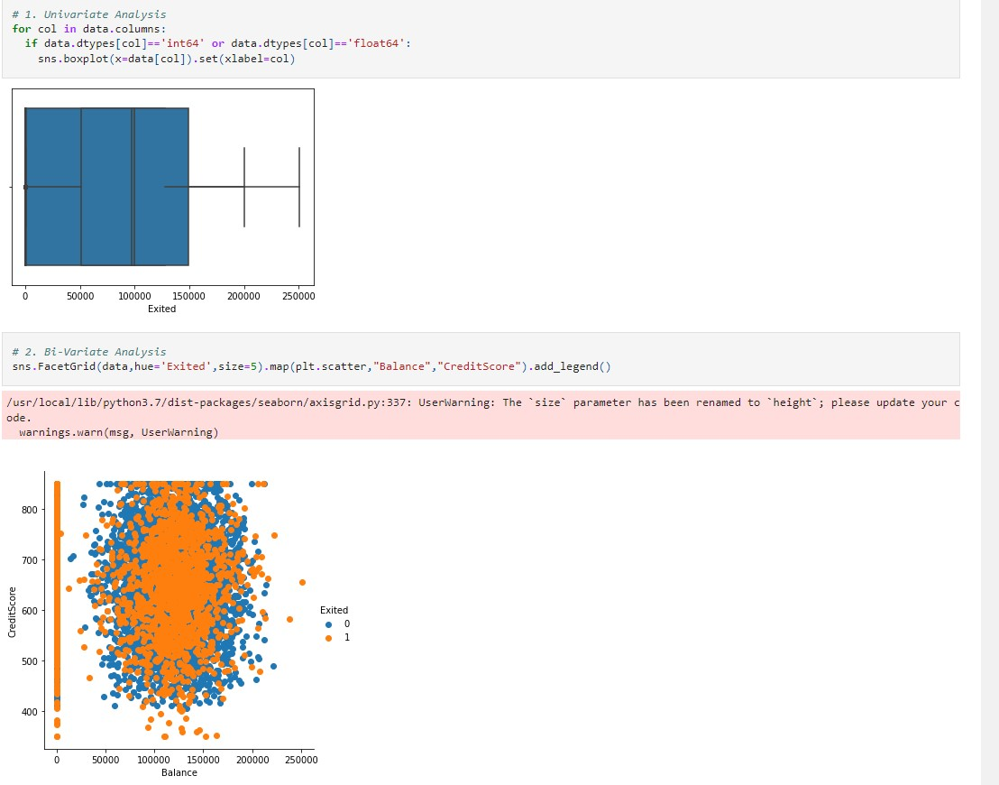 # 1. Univariate Analysis
for col in data.columns:
  if data.dtypes[col]=='int64' or data.dtypes[col]=='float64':
    sns.boxplot(x=data[col]).set(xlabel=col)
0 50000 100000 150000 200000 250000
Exited
# 2. Bi-Variate Analysis
sns.FacetGrid(data,hue='Exited',size=5).map(plt.scatter,"Balance","CreditScore").add_legend()
/usr/local/lib/python3.7/dist-packages/seaborn/axisgrid.py:337: UserWarning: The `size` parameter has been renamed to `height`; please update your c
ode.
  warnings.warn(msg, UserWarning)
800
700
600
500
400
CreditScore
Exited
0
1
0 50000 100000 150000 200000 250000
Balance